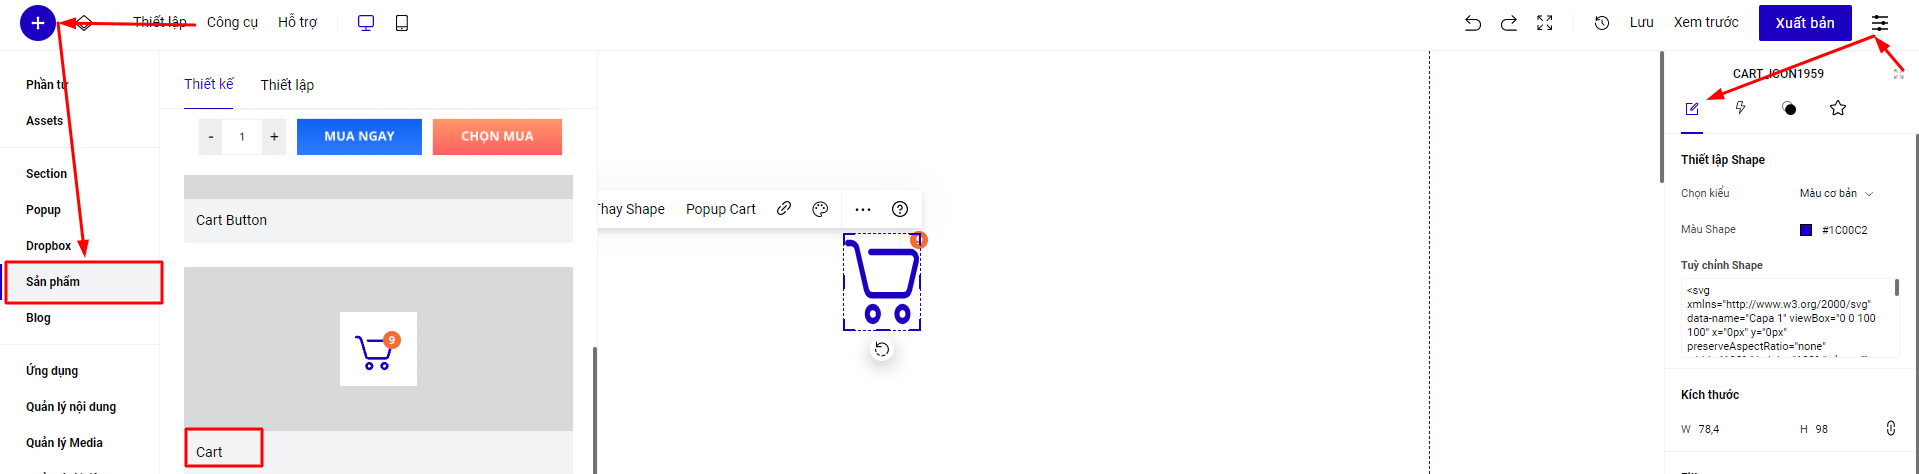 Thiết lập Công cụ Hỗ trợ Lưu Xem trước Xuất bản
Phần tử
Assets
Section
Popup
Dropbox
Sản phẩm
Blog
Ứng dụng
Quản lý nội dung
Quản lý Media
Thiết kế Thiết lập
- 1 + MUA NGAY CHỌN MUA
Cart Button
9
Cart
Thay Shape Popup Cart
CART_ICON1959
Thiết lập Shape
Chọn kiểu Màu cơ bản
Màu Shape #1C00C2
Tuỳ chỉnh Shape
<svg
xmlns="http://www.w3.org/2000/svg"
data-name="Capa 1" viewBox="0 0 100
100" x="0px" y="0px"
preserveAspectRatio="none"
Kích thước
W 78,4 H 98